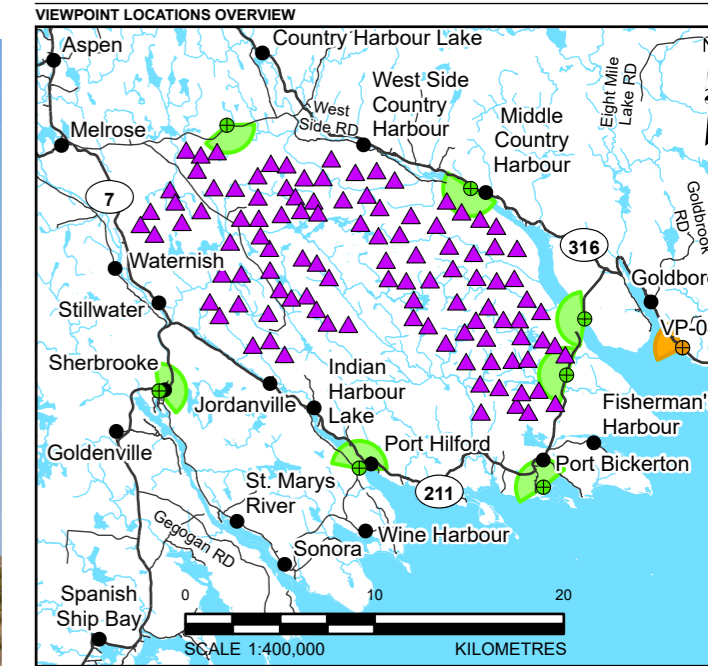 VIEWPOINT LOCATIONS OVERVIEW
Aspen
Country Harbour Lake
West Side
Country
Harbour
Eight Mile
Lake RD
West
Side RD
Middle
Country
Harbour
Melrose
7
Goldbrook
RD
316
Waternish
Goldboro
Stillwater
VP-0
Sherbrooke
Indian
Harbour
Lake
Jordanville
Fisherman's
Harbour
Goldenville
Port Hilford
Port Bickerton
St. Marys
River
211
Gegogan RD
Wine Harbour
Sonora
Spanish
Ship Bay
0 10 20
SCALE 1:400,000 KILOMETRES